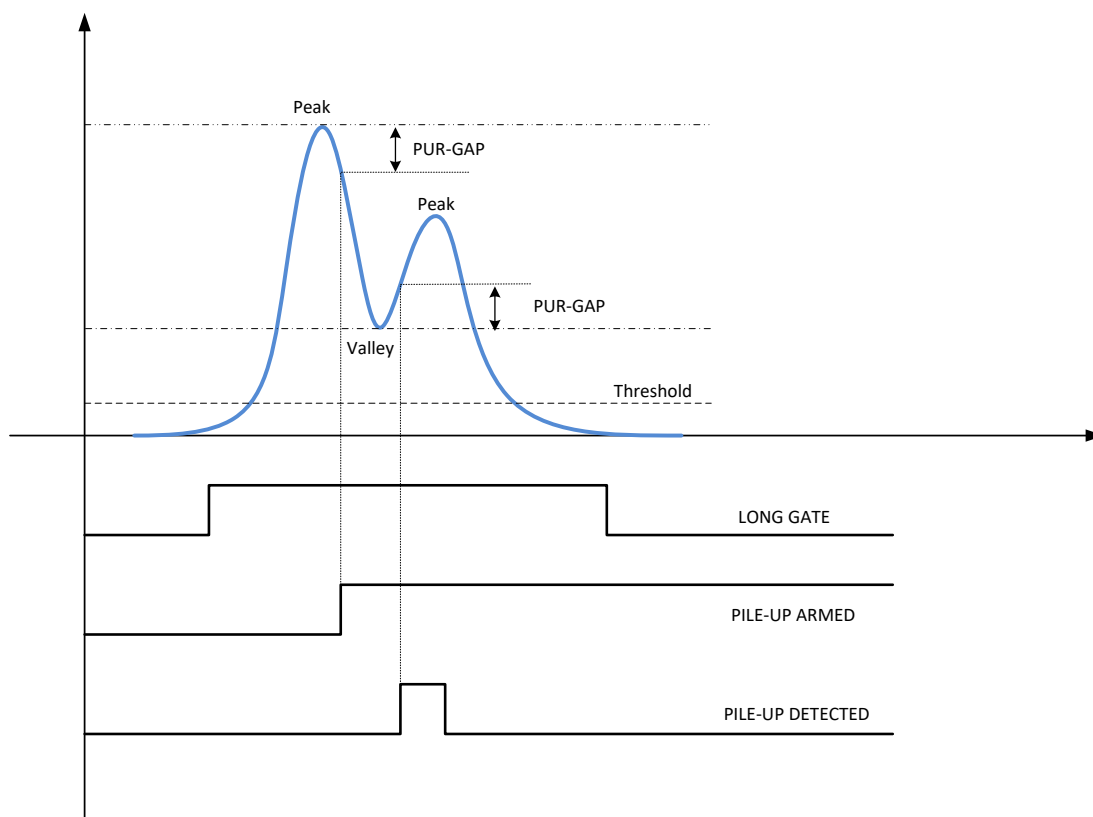 Peak
PUR-GAP
Peak
PUR-GAP
Valley
Threshold
LONG GATE
PILE-UP ARMED
PILE-UP DETECTED